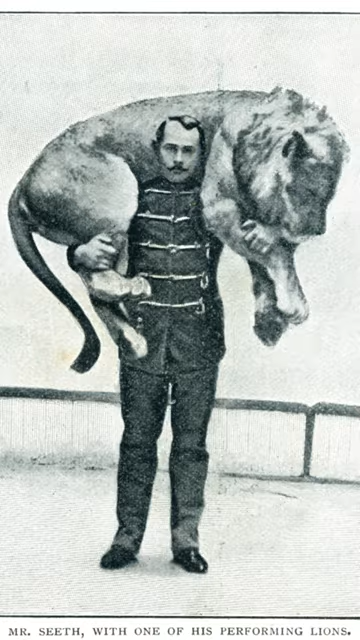 MR. SEETH, WITH ONE OF HIS PERFORMING LIONS.